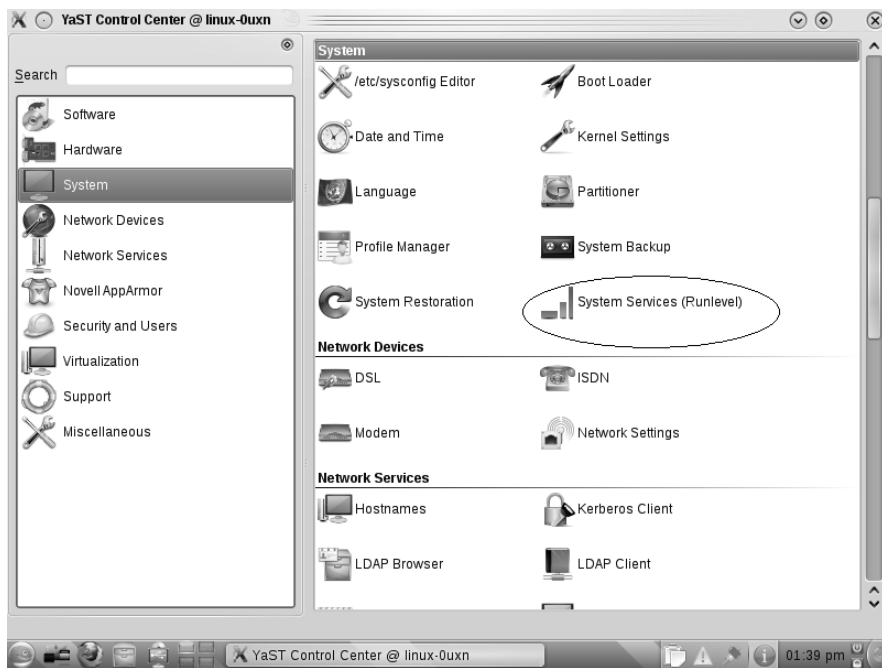 YaST Control Center @ linux-0uxn
Search
Software
Hardware
System
Network Devices
Network Services
Novell AppArmor
Security and Users
Virtualization
Support
Miscellaneous
System
/etc/sysconfig Editor
Boot Loader
Date and Time
Kernel Settings
Language
Partitioner
Profile Manager
System Backup
System Restoration
System Services (Runlevel)
Network Devices
DSL
ISDN
Modem
Network Settings
Network Services
Hostnames
Kerberos Client
LDAP Browser
LDAP Client
YaST Control Center @ linux-0uxn
01:39 pm